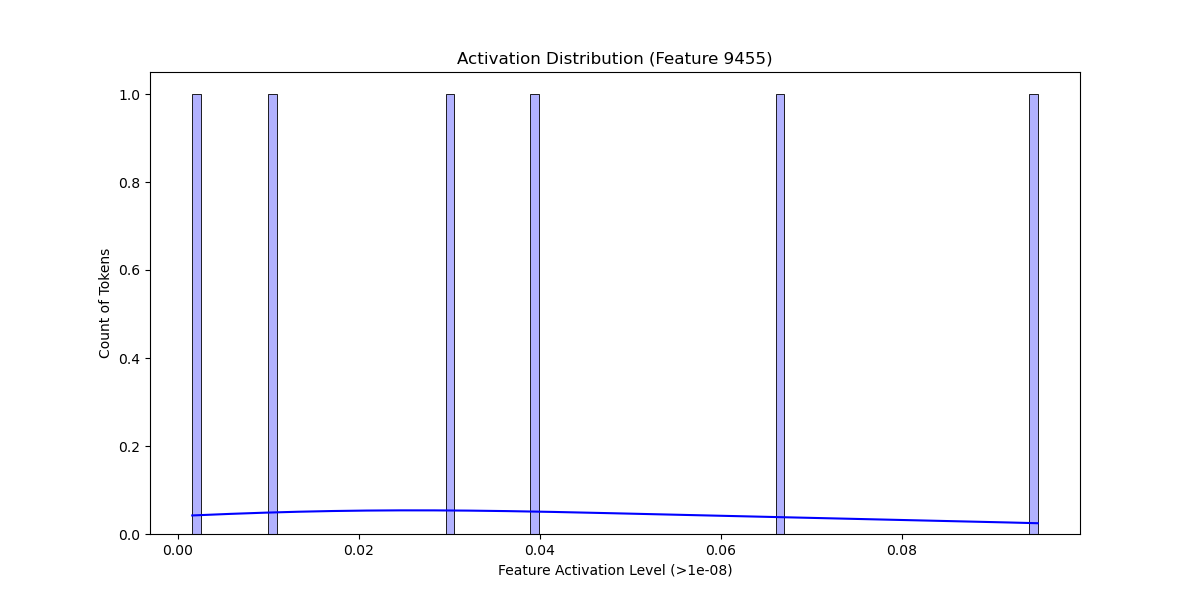 Activation Distribution (Feature 9455)
1.0
0.8
0.6
0.4
0.2
0.0
Count of Tokens
0.00 0.02 0.04 0.06 0.08
Feature Activation Level (>1e-08)